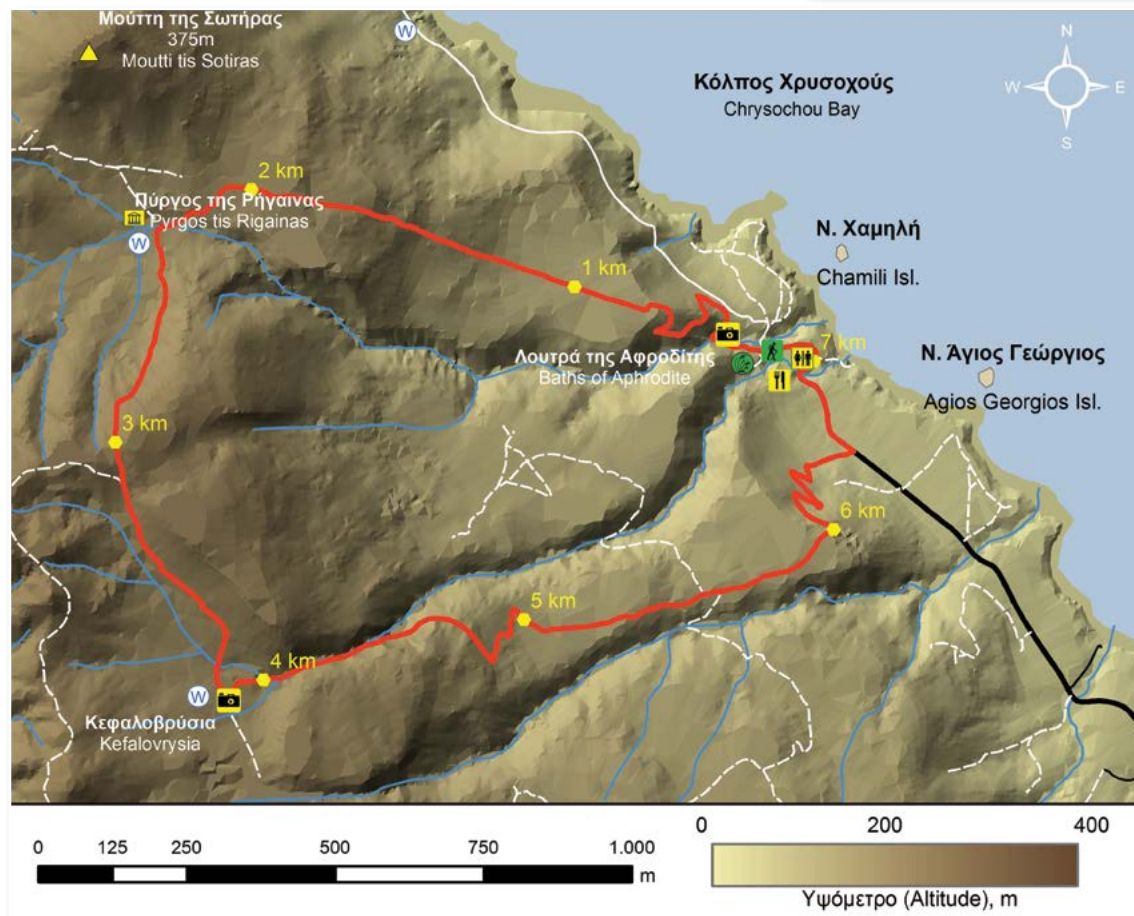 Μούττη της Σωτήρας
375m
Moutti tis Sotiras
W
N
W
E
S
Κόλπος Χρυσοχούς
Chrysochou Bay
2 km
Πύργος της Ρήγαινας
Pyrgos tis Rigainas
W
Ν. Χαμηλή
Chamili Isl.
1 km
7 km
Λουτρά της Αφροδίτης
Baths of Aphrodite
Ν. Άγιος Γεώργιος
Agios Georgios Isl.
3 km
6 km
5 km
4 km
W
Κεφαλοβρύσια
Kefalovrysia
0 125 250 500 750 1.000
m
0 200 400
Υψόμετρο (Altitude), m